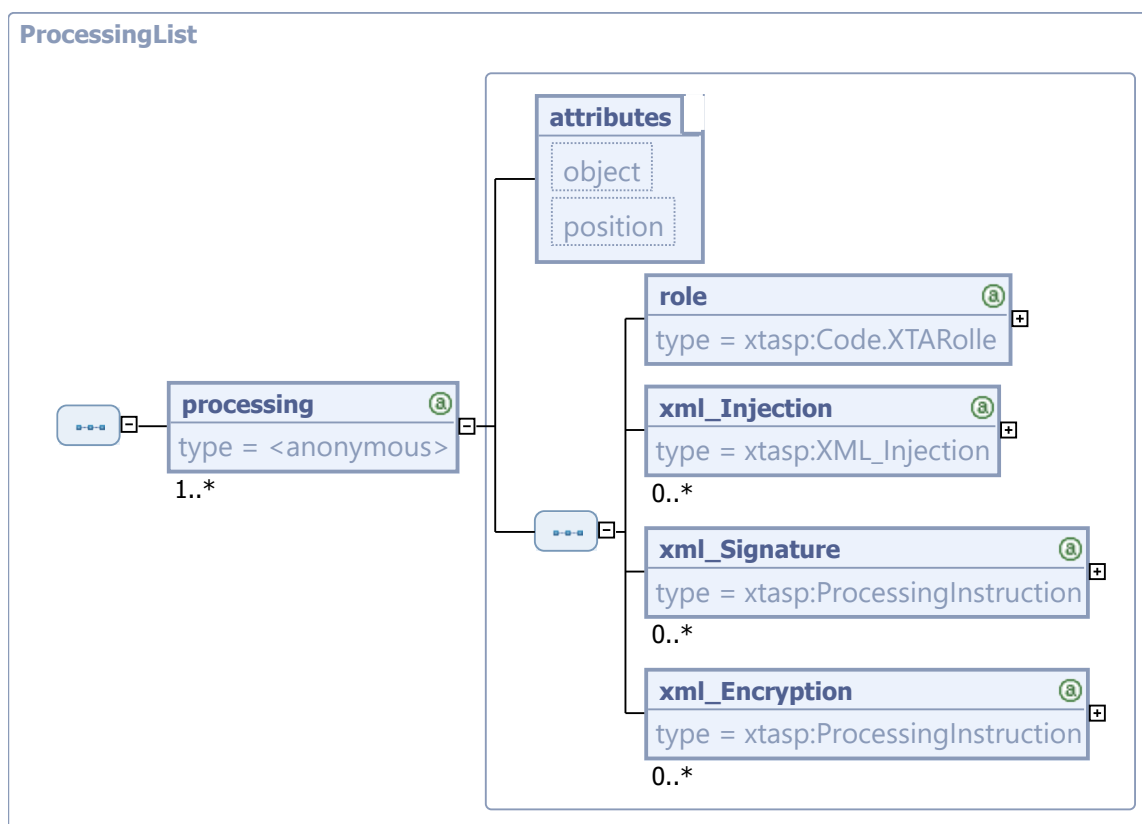 ProcessingList
attributes
object
position
role
type = xtasp:Code.XTARolle
processing
type = <anonymous>
1..*
xml_Injection
type = xtasp:XML_Injection
0..*
xml_Signature
type = xtasp:ProcessingInstruction
0..*
xml_Encryption
type = xtasp:ProcessingInstruction
0..*